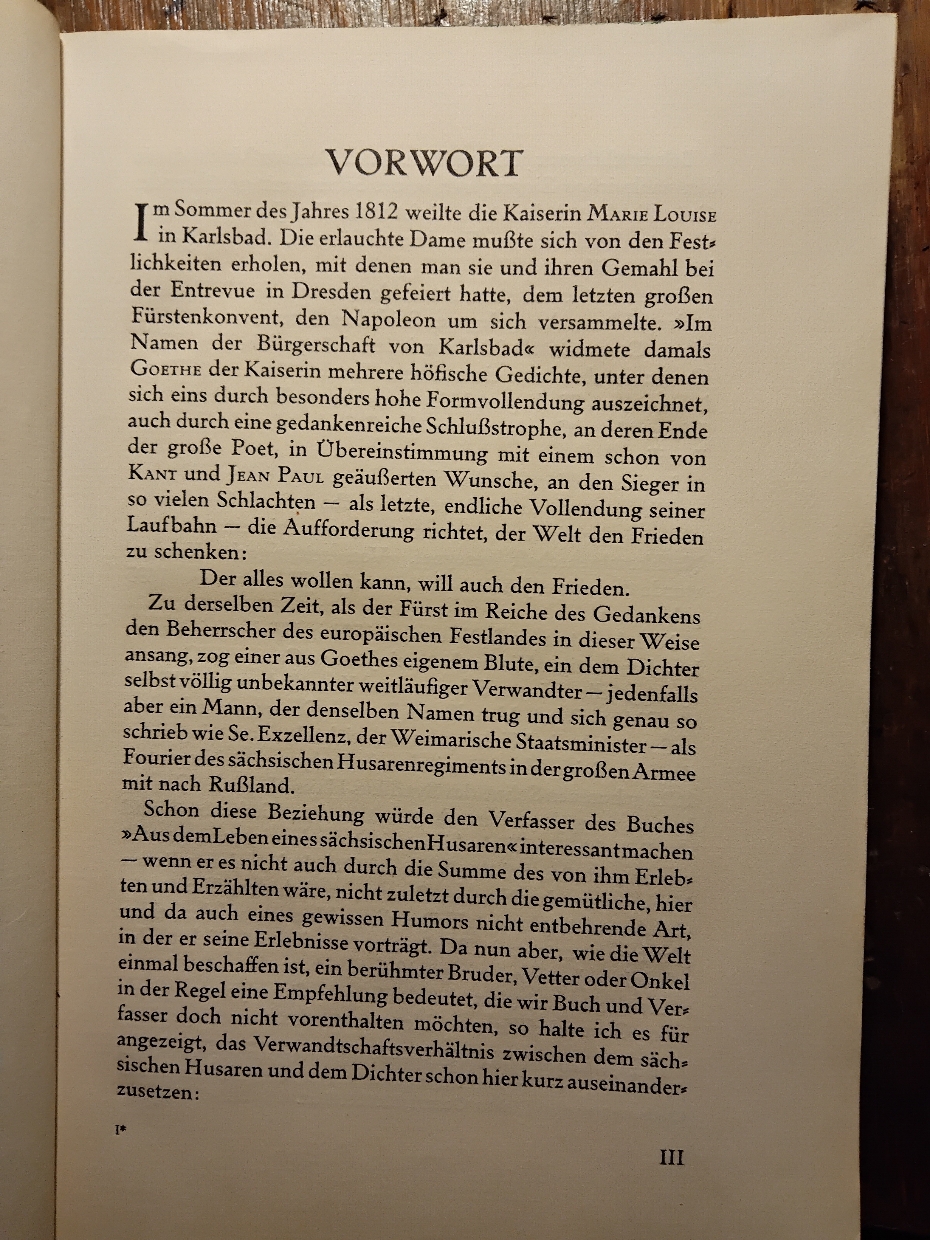 VORWORT
Im Sommer des Jahres 1812 weilte die Kaiserin MARIE LOUISE
in Karlsbad. Die erlauchte Dame mußte sich von den Fest⸗
lichkeiten erholen, mit denen man sie und ihren Gemahl bei
der Entrevue in Dresden gefeiert hatte, dem letzten großen
Fürstenkonvent, den Napoleon um sich versammelte. »Im
Namen der Bürgerschaft von Karlsbad« widmete damals
GOETHE der Kaiserin mehrere höfische Gedichte, unter denen
sich eins durch besonders hohe Formvollendung auszeichnet,
auch durch eine gedankenreiche Schlußstrophe, an deren Ende
der große Poet, in Übereinstimmung mit einem schon von
KANT und JEAN PAUL geäußerten Wunsche, an den Sieger in
so vielen Schlachten — als letzte, endliche Vollendung seiner
Laufbahn — die Aufforderung richtet, der Welt den Frieden
zu schenken:
Der alles wollen kann, will auch den Frieden.
Zu derselben Zeit, als der Fürst im Reiche des Gedankens
den Beherrscher des europäischen Festlandes in dieser Weise
ansang, zog einer aus Goethes eigenem Blute, ein dem Dichter
selbst völlig unbekannter weitläufiger Verwandter — jedenfalls
aber ein Mann, der denselben Namen trug und sich genau so
schrieb wie Se. Exzellenz, der Weimarische Staatsminister — als
Fourier des sächsischen Husarenregiments in der großen Armee
mit nach Rußland.
Schon diese Beziehung würde den Verfasser des Buches
»Aus dem Leben eines sächsischen Husaren« interessant machen
— wenn er es nicht auch durch die Summe des von ihm Erleb⸗
ten und Erzählten wäre, nicht zuletzt durch die gemütliche, hier
und da auch eines gewissen Humors nicht entbehrende Art,
in der er seine Erlebnisse vorträgt. Da nun aber, wie die Welt
einmal beschaffen ist, ein berühmter Bruder, Vetter oder Onkel
in der Regel eine Empfehlung bedeutet, die wir Buch und Ver⸗
fasser doch nicht vorenthalten möchten, so halte ich es für
angezeigt, das Verwandtschaftsverhältnis zwischen dem säch⸗
sischen Husaren und dem Dichter schon hier kurz auseinander⸗
zusetzen:
I*
III